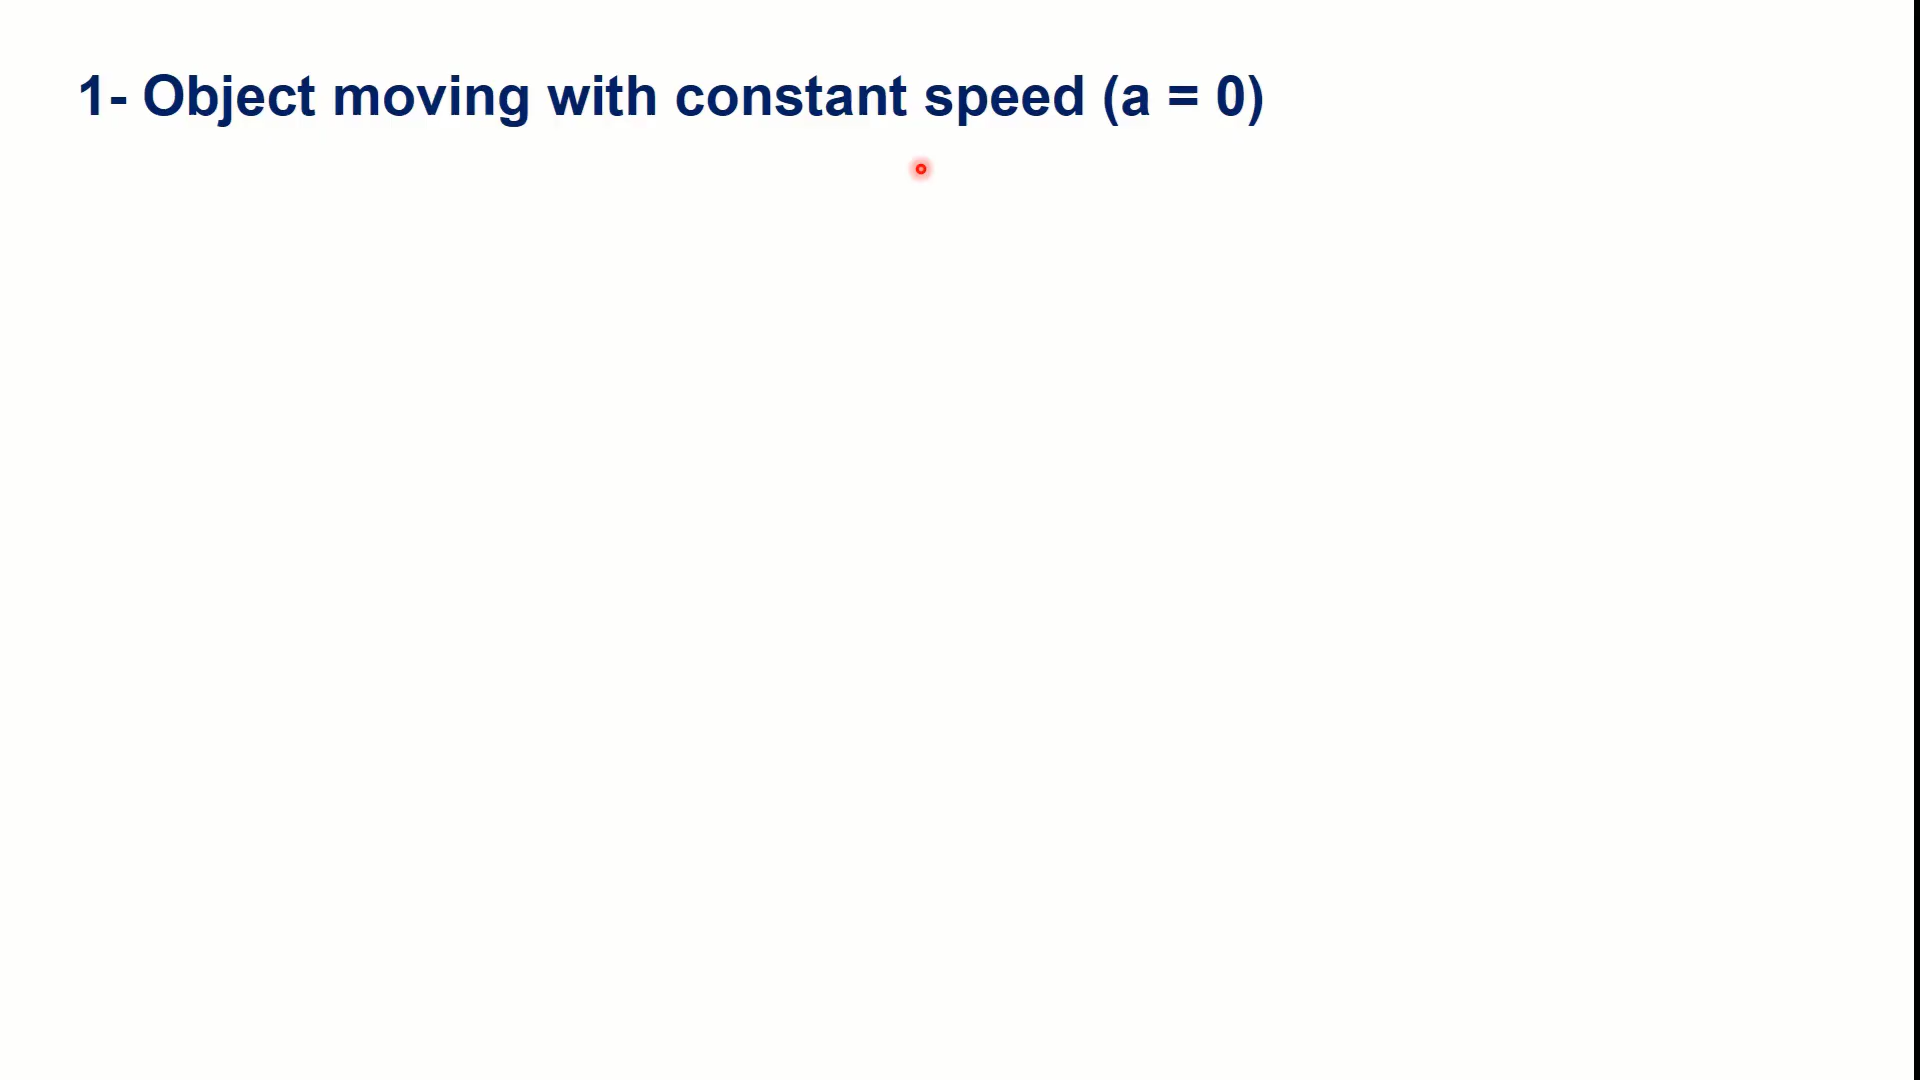 1- Object moving with constant speed (a = 0)